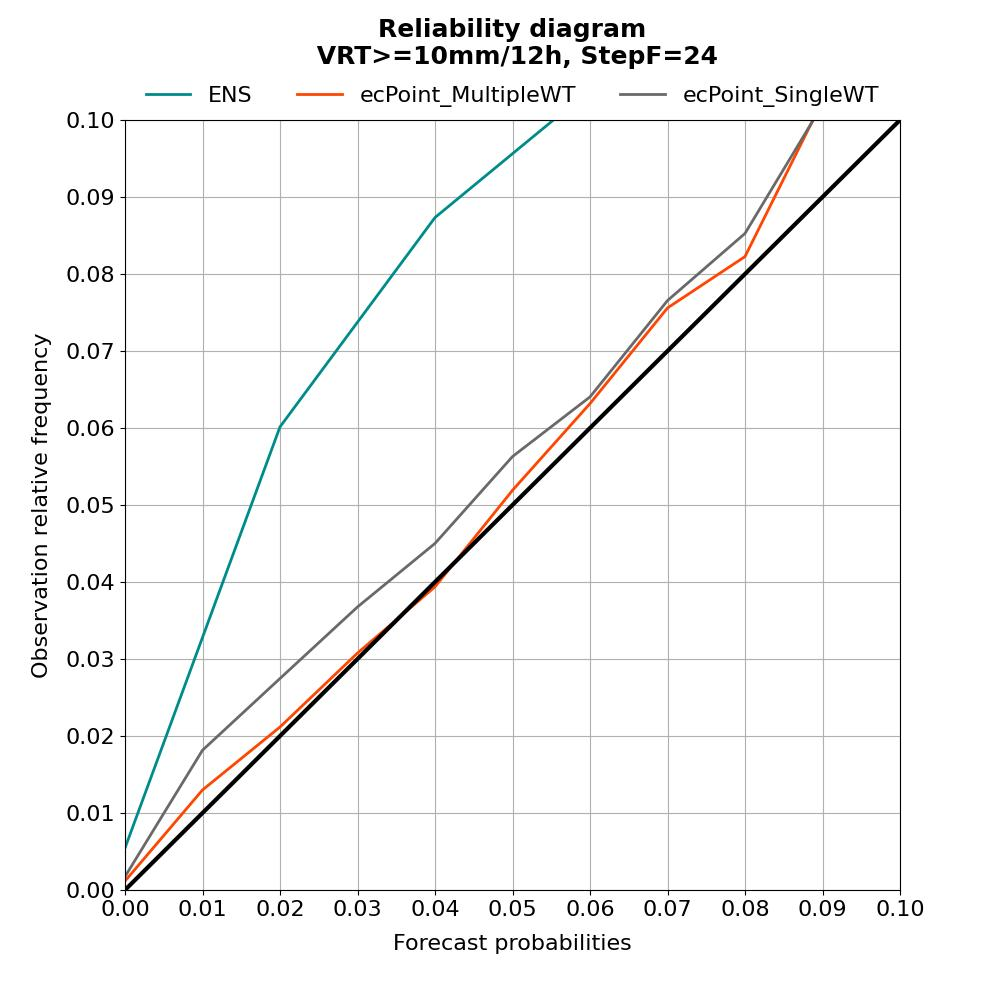 Reliability diagram
VRT>=10mm/12h, StepF=24
ENS ecPoint_MultipleWT ecPoint_SingleWT
0.10
0.09
0.08
0.07
0.06
0.05
0.04
0.03
0.02
0.01
0.00
Observation relative frequency
0.00 0.01 0.02 0.03 0.04 0.05 0.06 0.07 0.08 0.09 0.10
Forecast probabilities